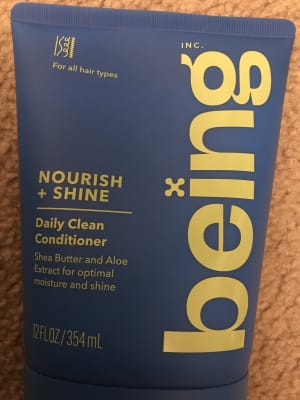 For all hair types
INC.
being
NOURISH
+ SHINE
Daily Clean
Conditioner
Shea Butter and Aloe
Extract for optimal
moisture and shine
12 FL OZ/354 mL